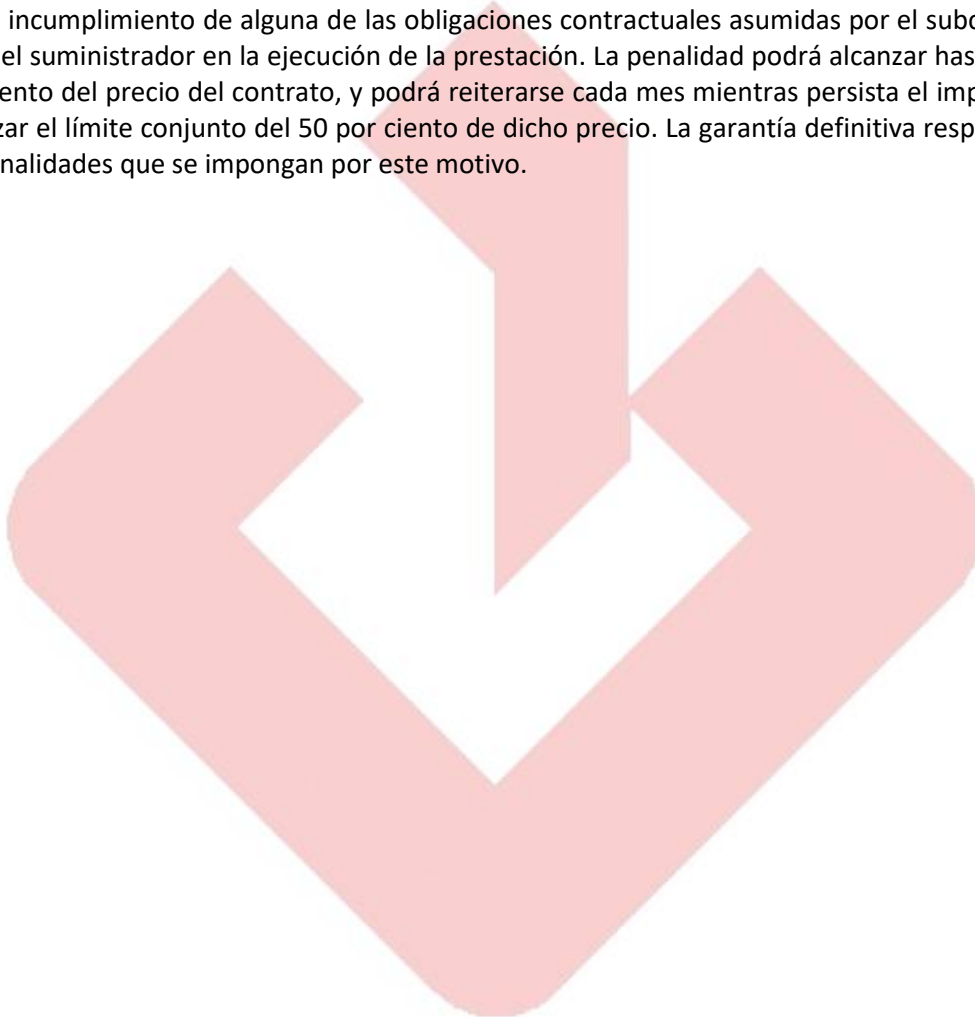 incumplimiento de alguna de las obligaciones contractuales asumidas por el subc
el suministrador en la ejecución de la prestación. La penalidad podrá alcanzar has
ento del precio del contrato, y podrá reiterarse cada mes mientras persista el imp
zar el límite conjunto del 50 por ciento de dicho precio. La garantía definitiva resp
nalidades que se impongan por este motivo.